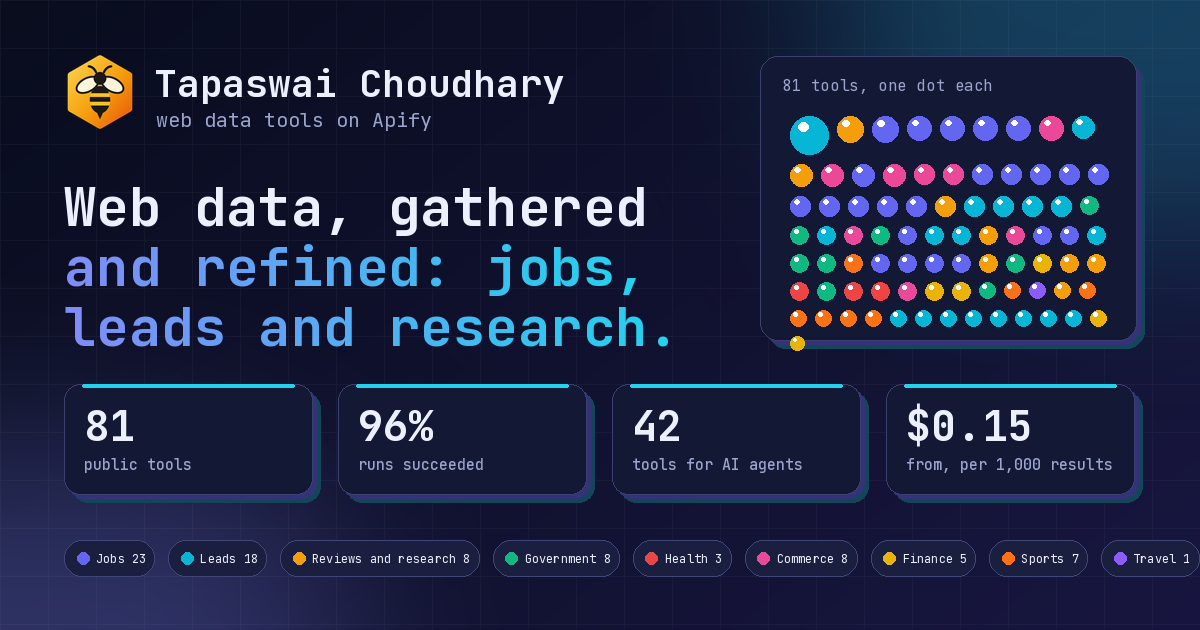 Tapaswai Choudhary
web data tools on Apify
81 tools, one dot each
Web data, gathered
and refined: jobs,
leads and research.
81
public tools
96%
runs succeeded
42
tools for AI agents
$0.15
from, per 1,000 results
Jobs 23
Leads 18
Reviews and research 8
Government 8
Health 3
Commerce 8
Finance 5
Sports 7
Travel 1